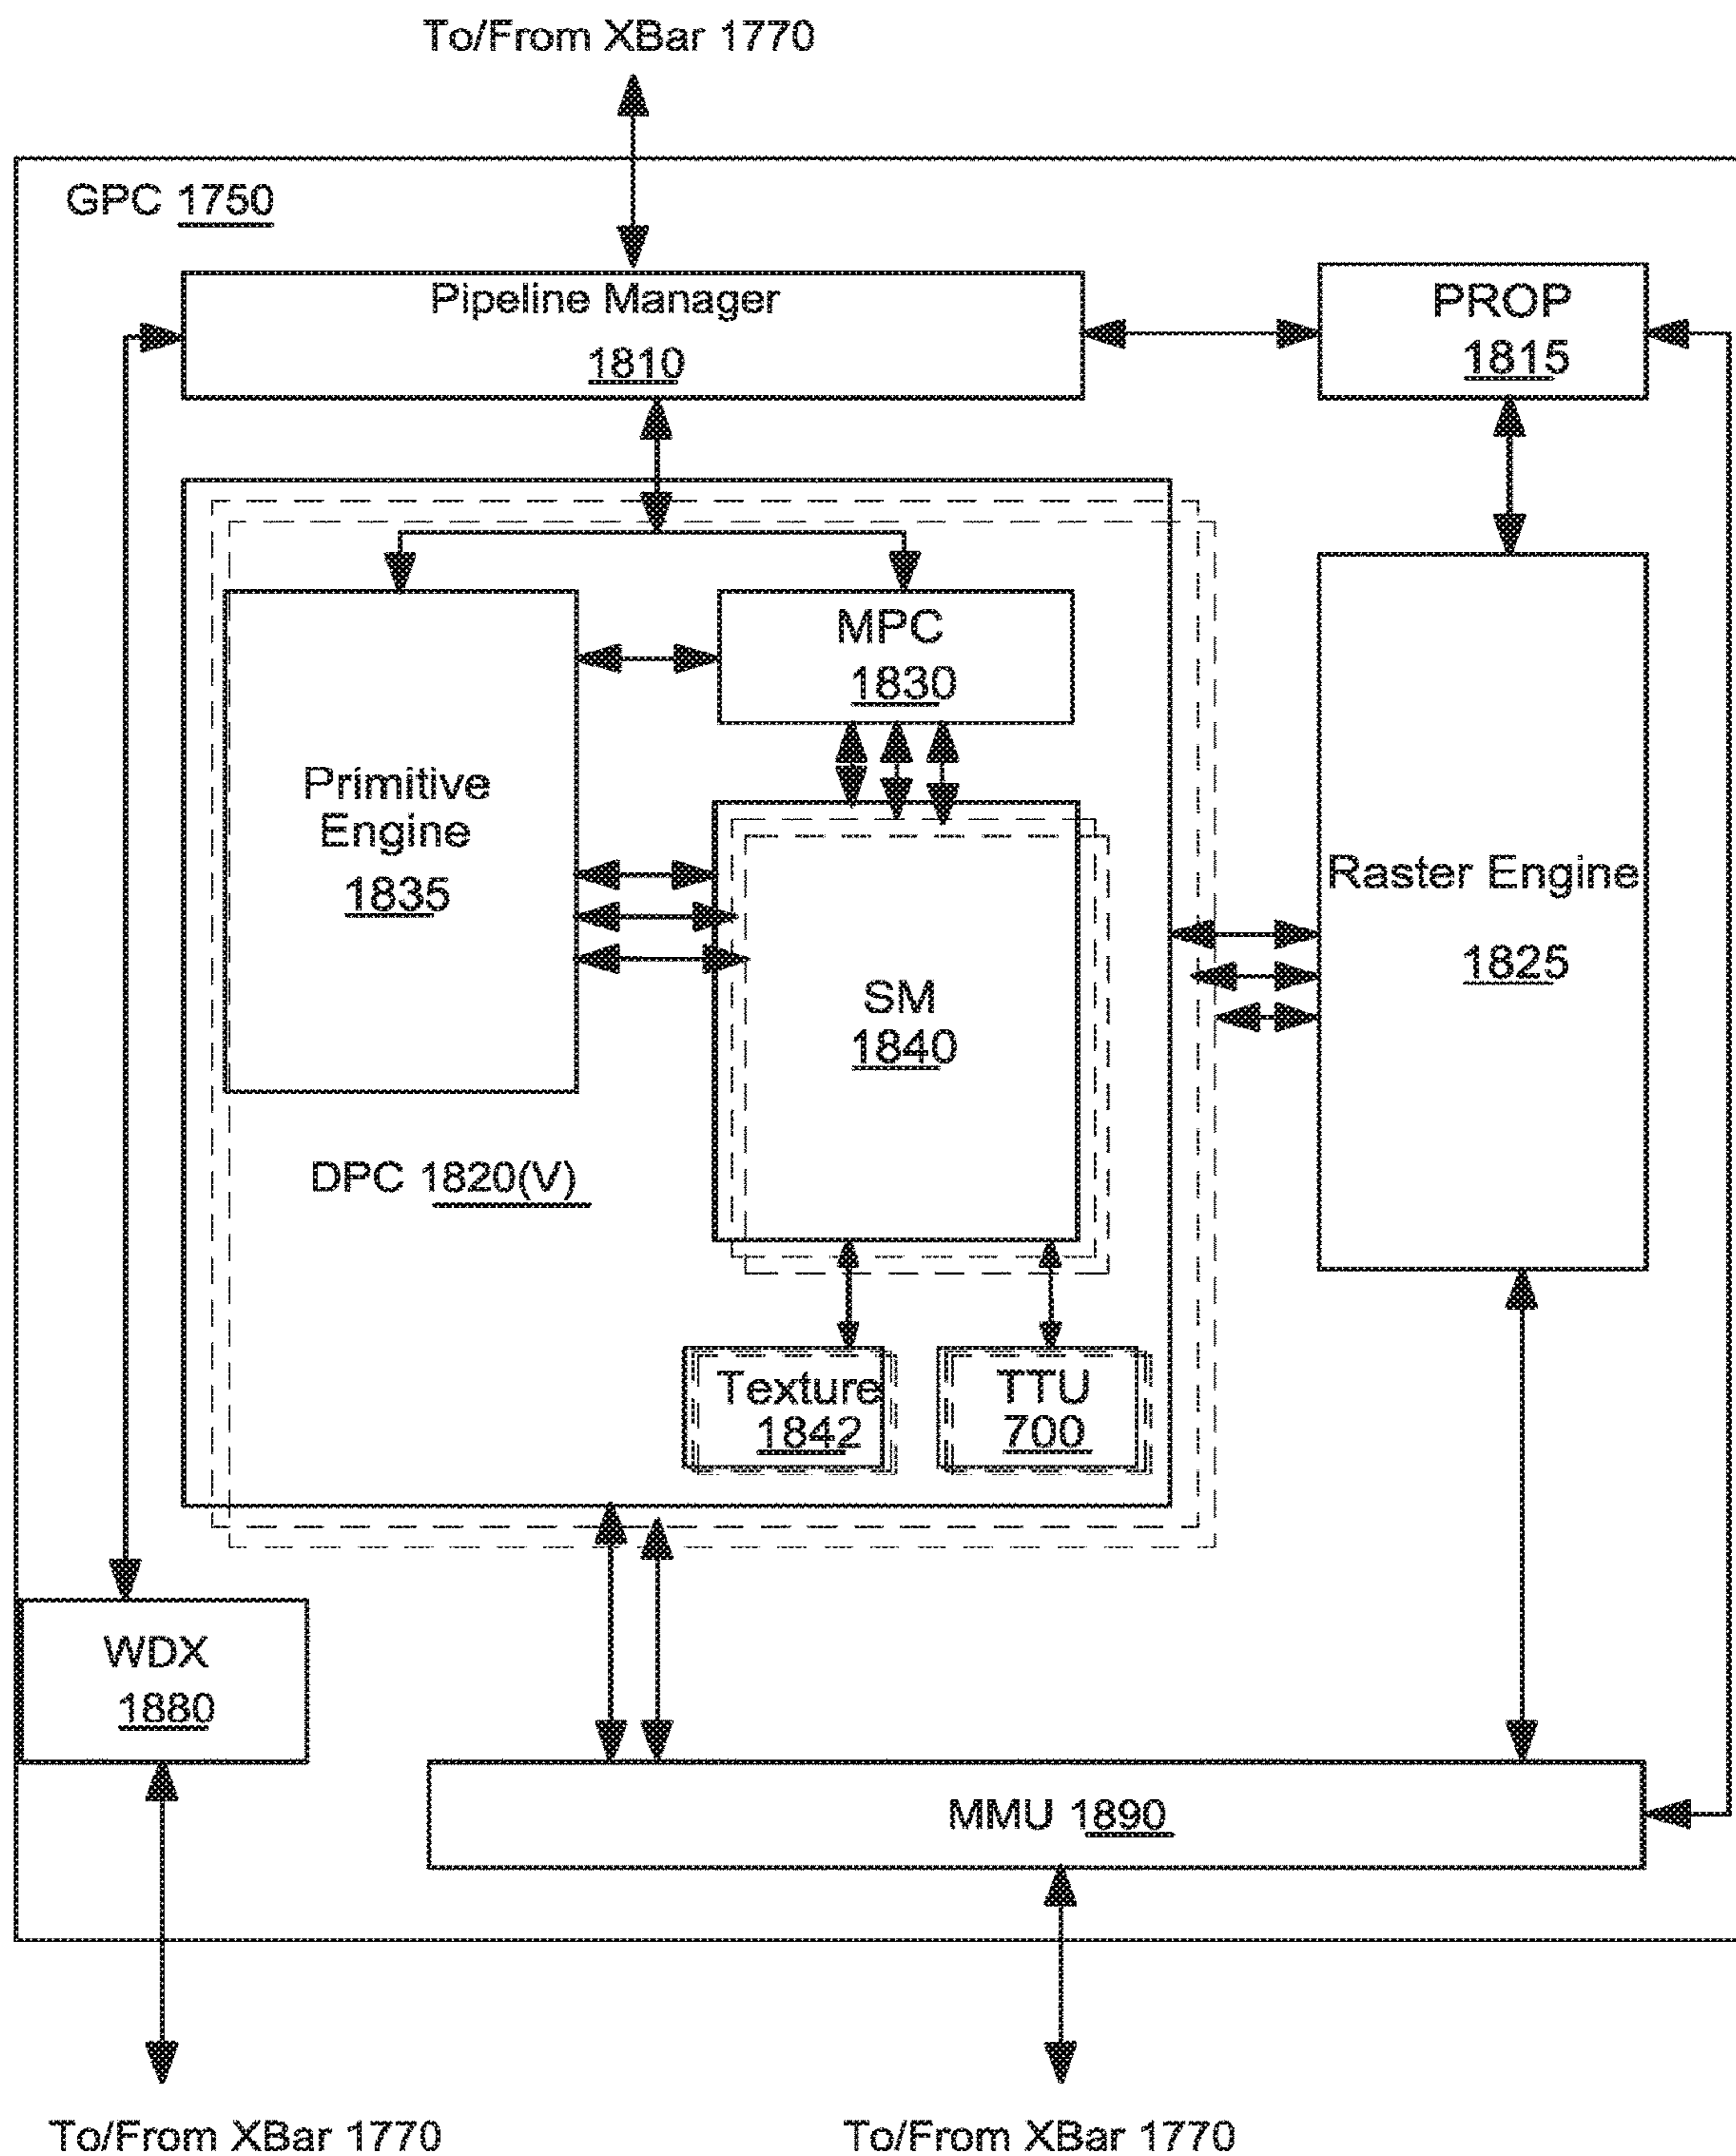 To/From XBar 1770
GPC 1750
Pipeline Manager
1810
PROP
1815
MPC
1830
Primitive
Engine
1835
Raster Engine
1825
SM
1840
DPC 1820(V)
Texture
1842
TTU
700
WDX
1880
MMU 1890
To/From XBar 1770
To/From XBar 1770